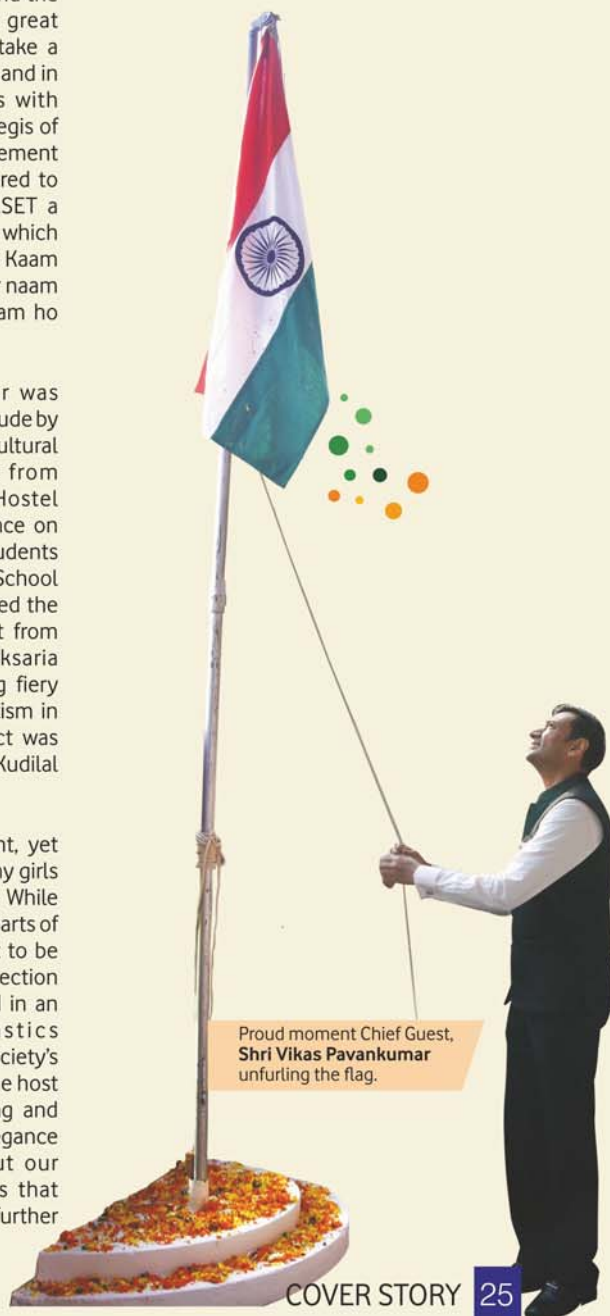 great
take a
and in
s with
egis of
ement
red to
SET a
which
Kaam
naam
am ho
r was
ude by
ultural
from
Hostel
nce on
udents
School
ed the
t from
ksaria
g fiery
tism in
ct was
Kudilal
nt, yet
ny girls
While
arts of
t to be
ection
d in an
stics
ciety's
e host
g and
egance
ut our
s that
urther
Proud moment Chief Guest,
Shri Vikas Pavankumar
unfurling the flag.
COVER STORY 25